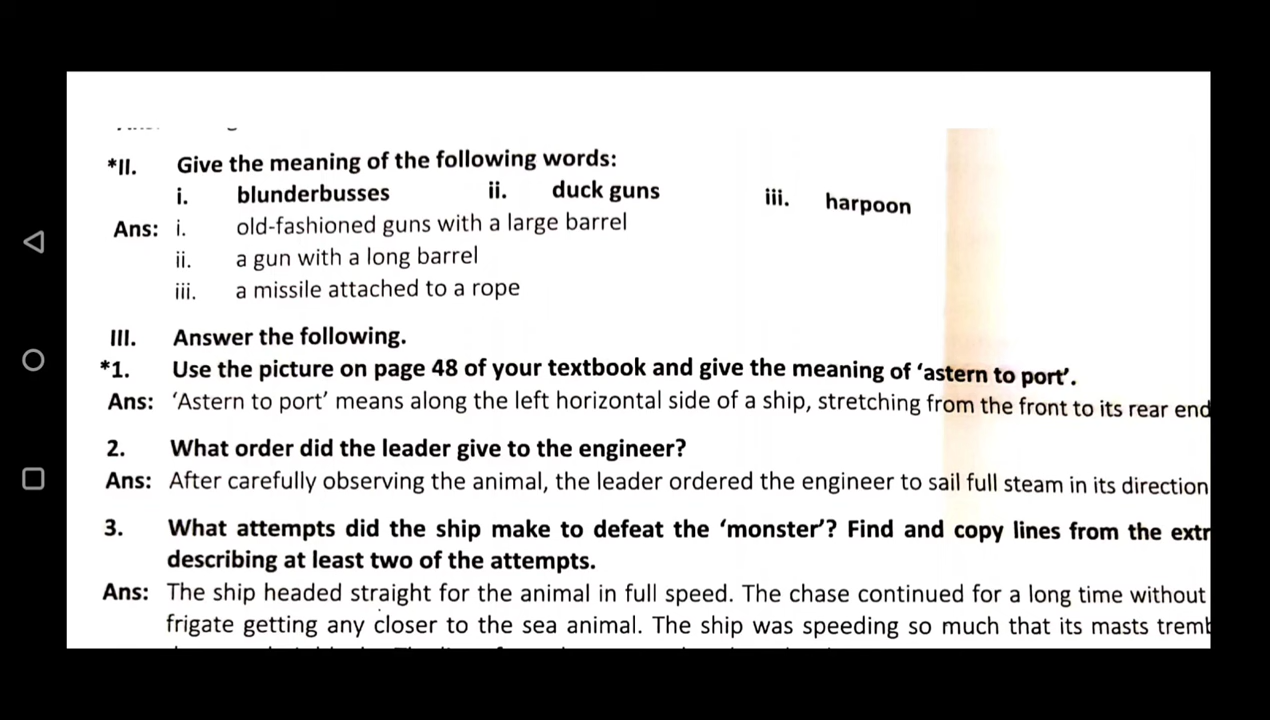 *II. Give the meaning of the following words:
i. blunderbusses ii. duck guns iii. harpoon
Ans: i. old-fashioned guns with a large barrel
ii. a gun with a long barrel
iii. a missile attached to a rope
III. Answer the following.
*1. Use the picture on page 48 of your textbook and give the meaning of ‘astern to port’.
Ans: ‘Astern to port’ means along the left horizontal side of a ship, stretching from the front to its rear end
2. What order did the leader give to the engineer?
Ans: After carefully observing the animal, the leader ordered the engineer to sail full steam in its direction
3. What attempts did the ship make to defeat the ‘monster’? Find and copy lines from the extr
describing at least two of the attempts.
Ans: The ship headed straight for the animal in full speed. The chase continued for a long time without
frigate getting any closer to the sea animal. The ship was speeding so much that its masts tremb